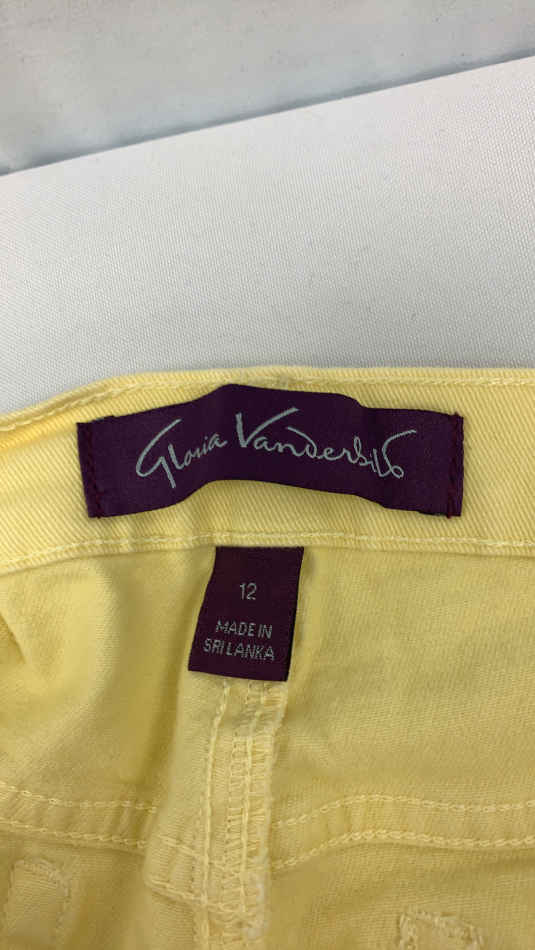 Gloria Vanderbilt
12
MADE IN
SRI LANKA